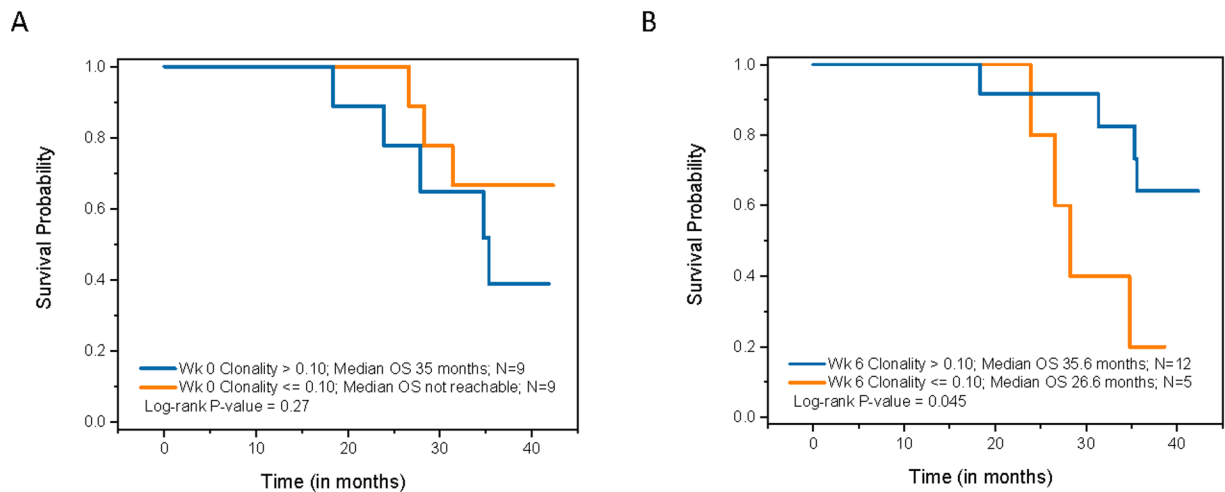 A
1.0
0.8
0.6
0.4
0.2
0.0
Survival Probability
Wk 0 Clonality > 0.10; Median OS 35 months; N=9
Wk 0 Clonality <= 0.10; Median OS not reachable; N=9
Log-rank P-value = 0.27
0 10 20 30 40
Time (in months)
B
1.0
0.8
0.6
0.4
0.2
0.0
Survival Probability
Wk 6 Clonality > 0.10; Median OS 35.6 months; N=12
Wk 6 Clonality <= 0.10; Median OS 26.6 months; N=5
Log-rank P-value = 0.045
0 10 20 30 40
Time (in months)